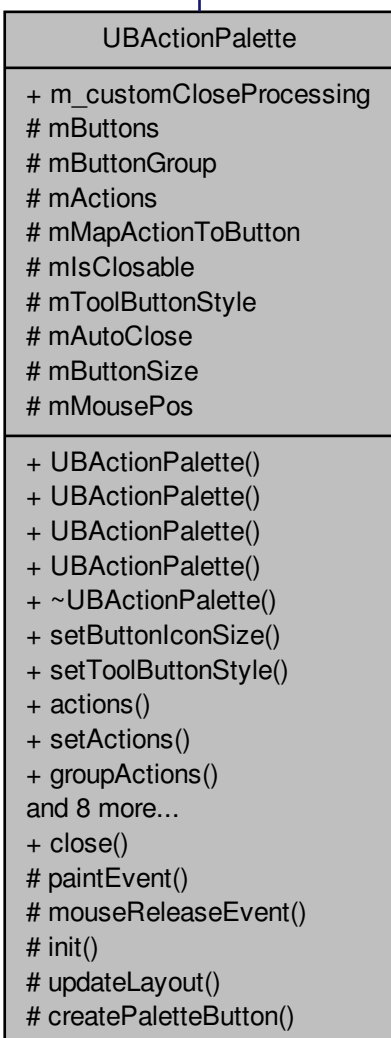 UBActionPalette
+ m_customCloseProcessing
# mButtons
# mButtonGroup
# mActions
# mMapActionToButton
# mIsClosable
# mToolButtonStyle
# mAutoClose
# mButtonSize
# mMousePos
+ UBActionPalette()
+ UBActionPalette()
+ UBActionPalette()
+ UBActionPalette()
+ ~UBActionPalette()
+ setButtonIconSize()
+ setToolButtonStyle()
+ actions()
+ setActions()
+ groupActions()
and 8 more...
+ close()
# paintEvent()
# mouseReleaseEvent()
# init()
# updateLayout()
# createPaletteButton()